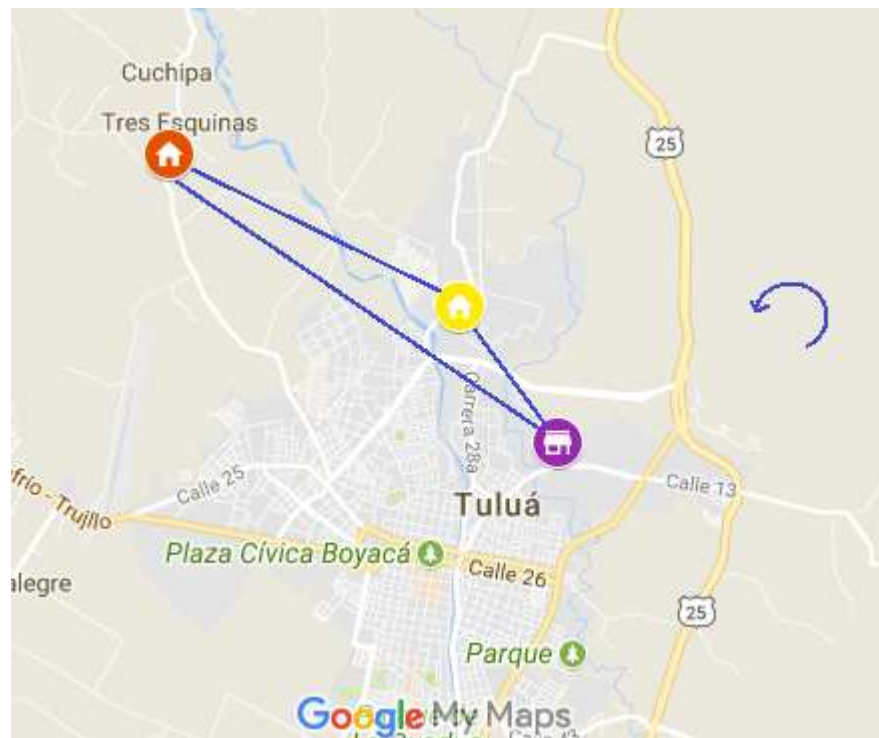 Cuchipa
Tres Esquinas
25
Carrera 28a
Calle 25
Calle 13
Trujillo
Tuluá
Plaza Cívica Boyacá
Calle 26
alegre
25
Parque
Google My Maps